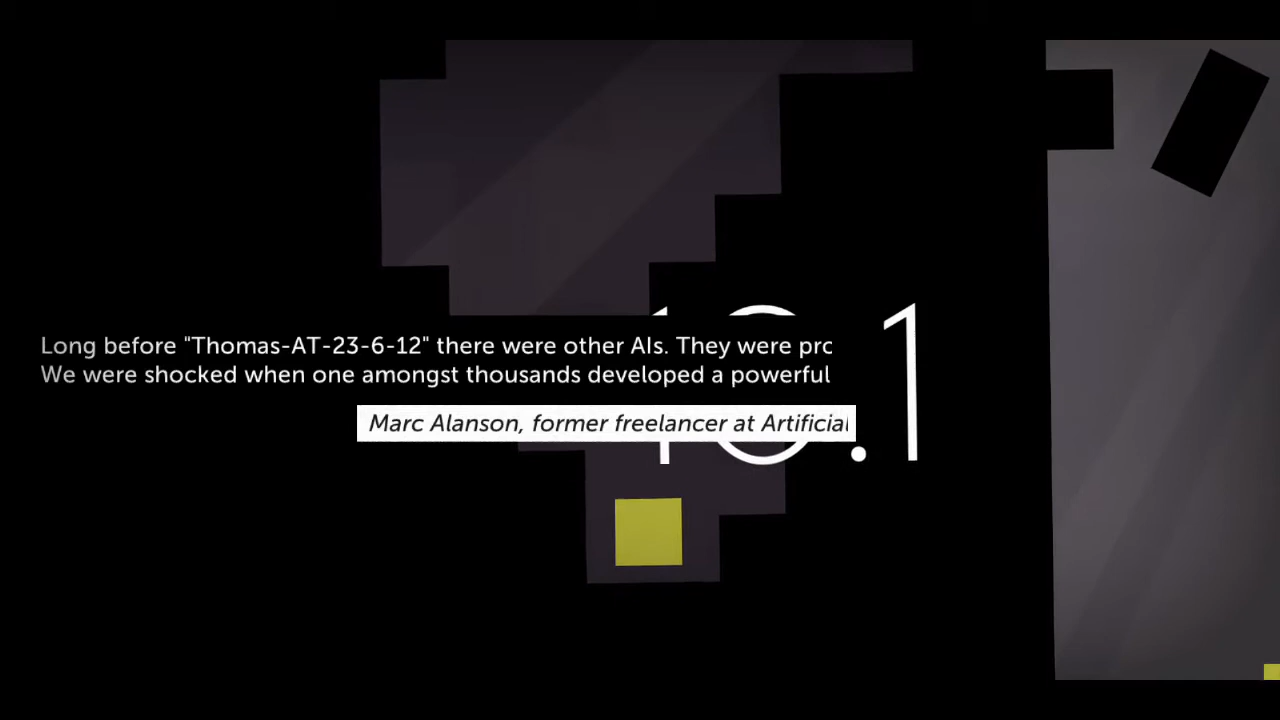 Long before "Thomas-AT-23-6-12" there were other AIs. They were
We were shocked when one amongst thousands developed a powerful
Marc Alanson, former freelancer at Artificial
.1